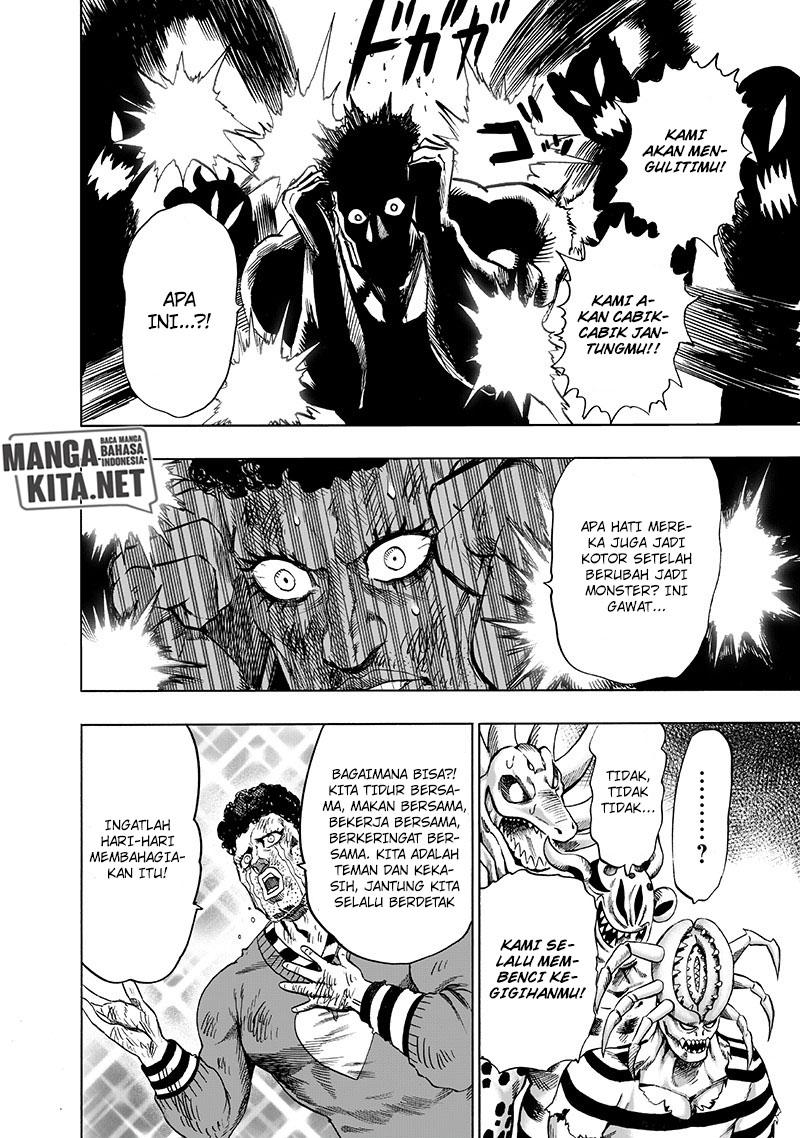 ドガガ
ゴ
KAMI
AKAN MEN-
GULITIMU!
KAMI A-
KAN CABIK-
CABIK JAN-
TUNGMU!!
APA
INI...?!
MANGA
KITA.NET
BACA MANGA
BAHASA
INDONESIA
APA HATI MERE-
KA JUGA JADI
KOTOR SETELAH
BERUBAH JADI
MONSTER? INI
GAWAT...
........?
TIDAK,
TIDAK
TIDAK...
KAMI SE-
LALU MEM-
BENCI KE-
GIGIHANMU!
BAGAIMANA BISA?!
KITA TIDUR BERSA-
MA, MAKAN BERSAMA,
BEKERJA BERSAMA,
BERKERINGAT BER-
SAMA. KITA ADALAH
TEMAN DAN KEKA-
SIH, JANTUNG KITA
SELALU BERDETAK
INGATLAH
HARI-HARI
MEMBAHAGIA-
KAN ITU!